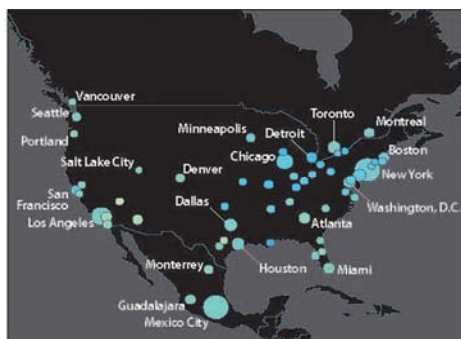 Vancouver
Seattle
Portland
Salt Lake City
San
Francisco
Los Angeles
Minneapolis
Denver
Dallas
Chicago
Detroit
Toronto
Montreal
Boston
New York
Washington, D.C.
Atlanta
Miami
Houston
Monterrey
Guadalajara
Mexico City